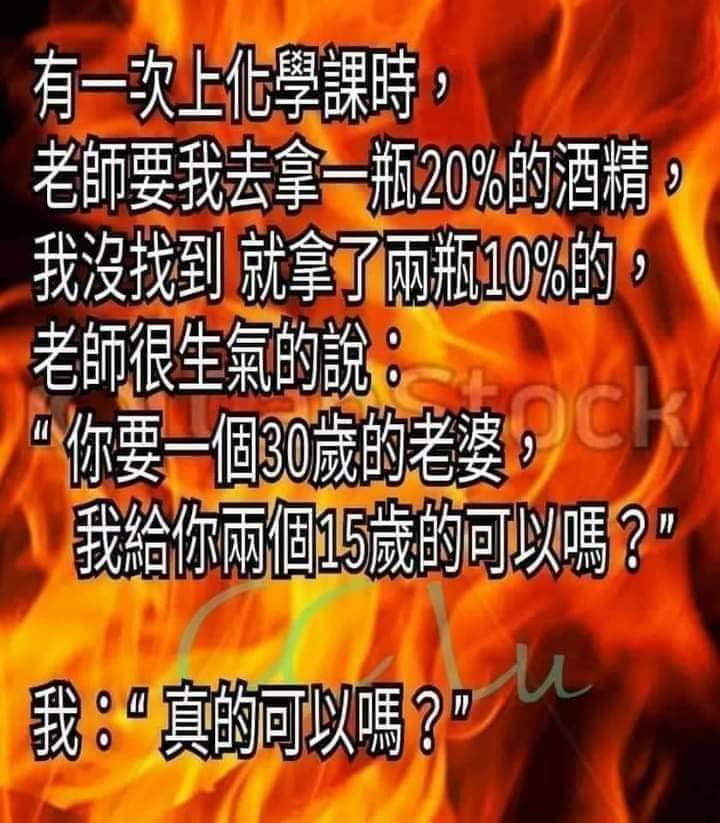 有一次上化學課時，
老師要我去拿一瓶20%的酒精，
我沒找到 就拿了兩瓶10%的，
老師很生氣的說：
“你要一個30歲的老婆，
我給你兩個15歲的可以嗎？”
我：“真的可以嗎？”